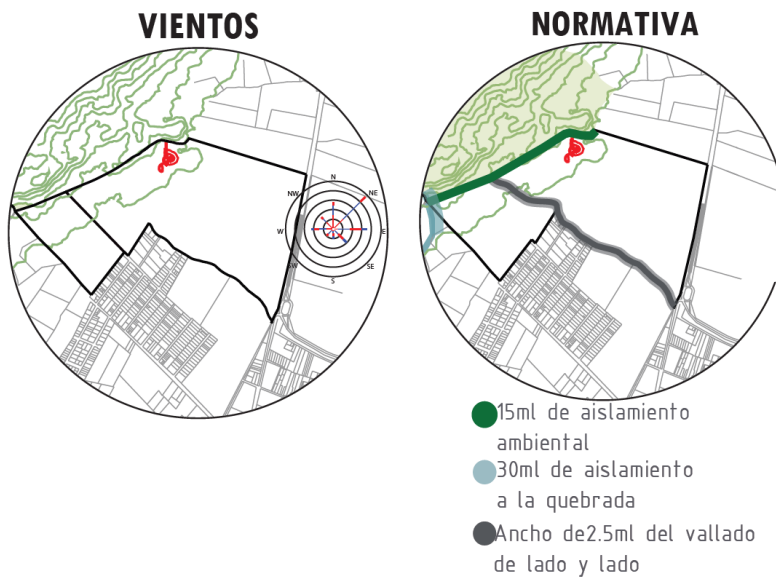 VIENTOS
NORMATIVA
N
NW
NE
W
E
SW
SE
S
15ml de aislamiento
ambiental
30ml de aislamiento
a la quebrada
Ancho de2.5ml del vallado
de lado y lado